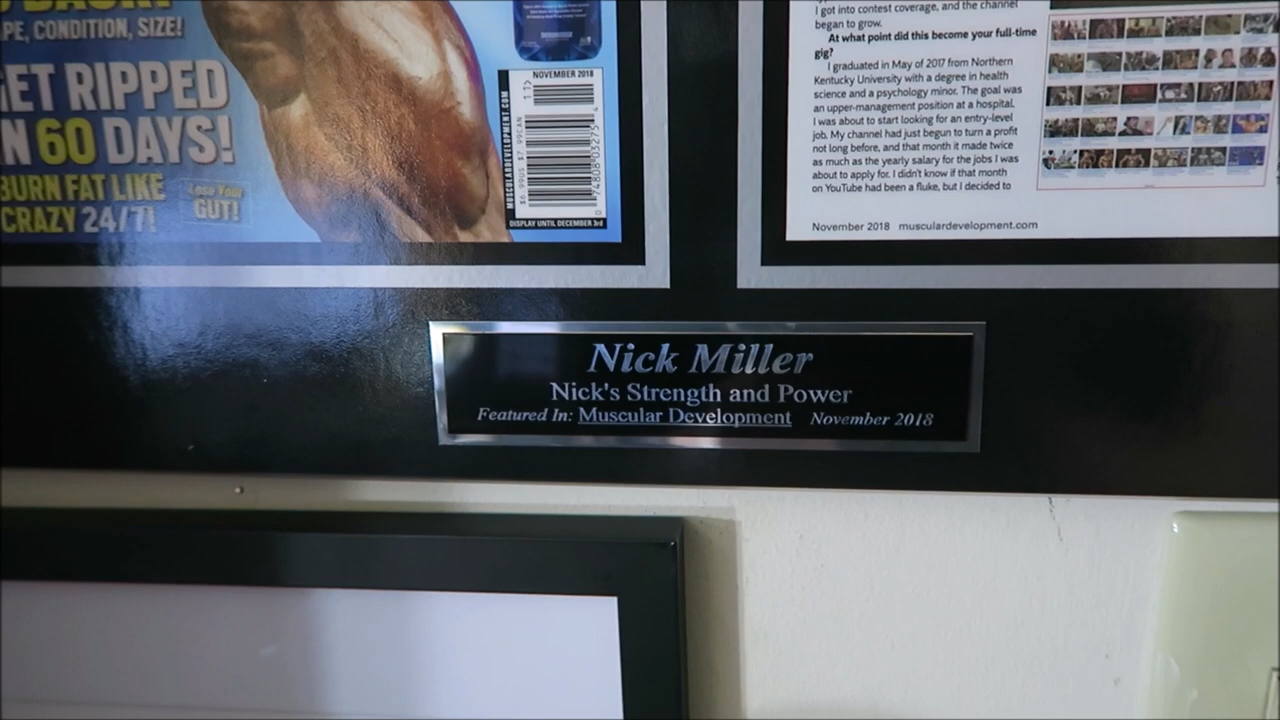 PE, CONDITION, SIZE!
GET RIPPED
IN 60 DAYS!
BURN FAT LIKE
CRAZY 24/7!
Lose Your
GUT!
NOVEMBER 2018
MUSCULARDEVELOPMENT.COM
$6.99US $7.99CAN
DISPLAY UNTIL DECEMBER 3rd
I got into contest coverage, and the channel
began to grow.
At what point did this become your full-time
gig?
I graduated in May of 2017 from Northern
Kentucky University with a degree in health
science and a psychology minor. The goal was
an upper-management position at a hospital.
I was about to start looking for an entry-level
job. My channel had just begun to turn a profit
not long before, and that month it made twice
as much as the yearly salary for the jobs I was
about to apply for. I didn't know if that month
on YouTube had been a fluke, but I decided to
November 2018 musculardevelopment.com
Nick Miller
Nick's Strength and Power
Featured In: Muscular Development November 2018